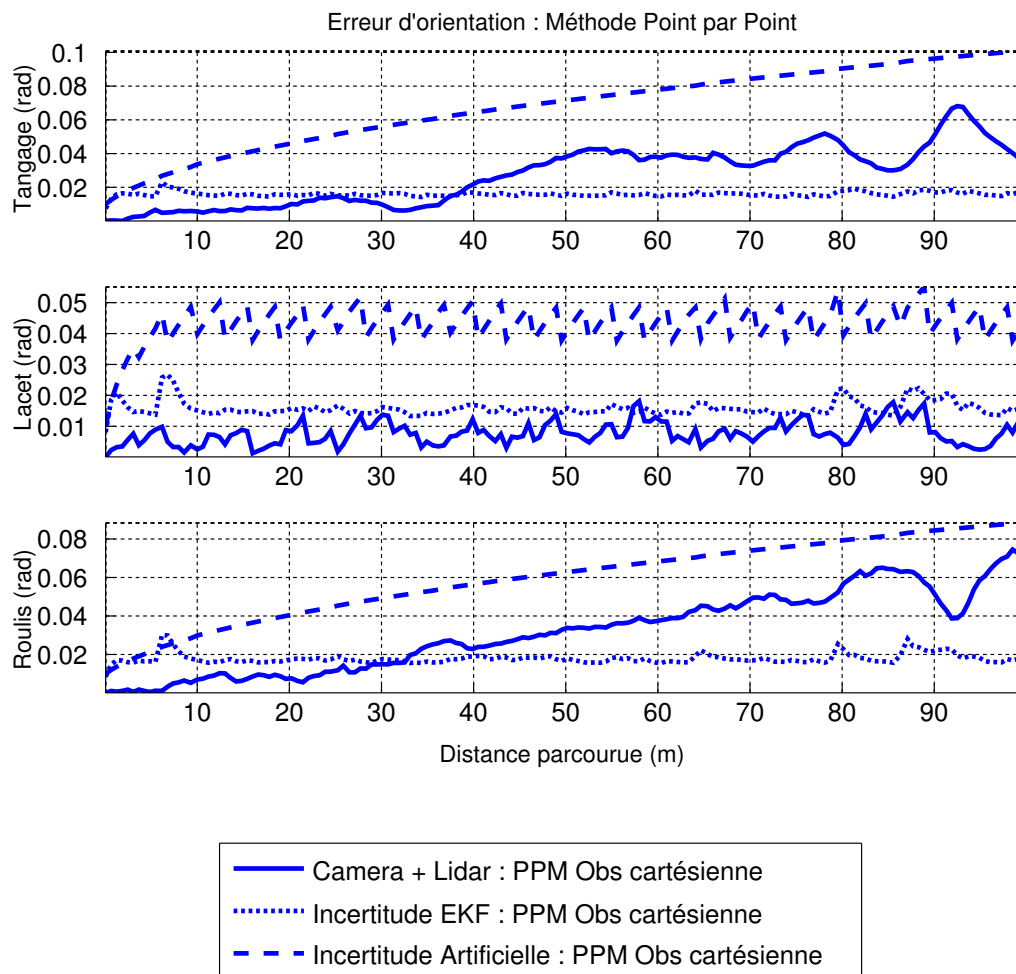 Erreur d'orientation : Méthode Point par Point
Tangage (rad)
0.1
0.08
0.06
0.04
0.02
10 20 30 40 50 60 70 80 90
Lacet (rad)
0.05
0.04
0.03
0.02
0.01
10 20 30 40 50 60 70 80 90
Roulis (rad)
0.08
0.06
0.04
0.02
10 20 30 40 50 60 70 80 90
Distance parcourue (m)
Camera + Lidar : PPM Obs cartésienne
Incertitude EKF : PPM Obs cartésienne
Incertitude Artificielle : PPM Obs cartésienne